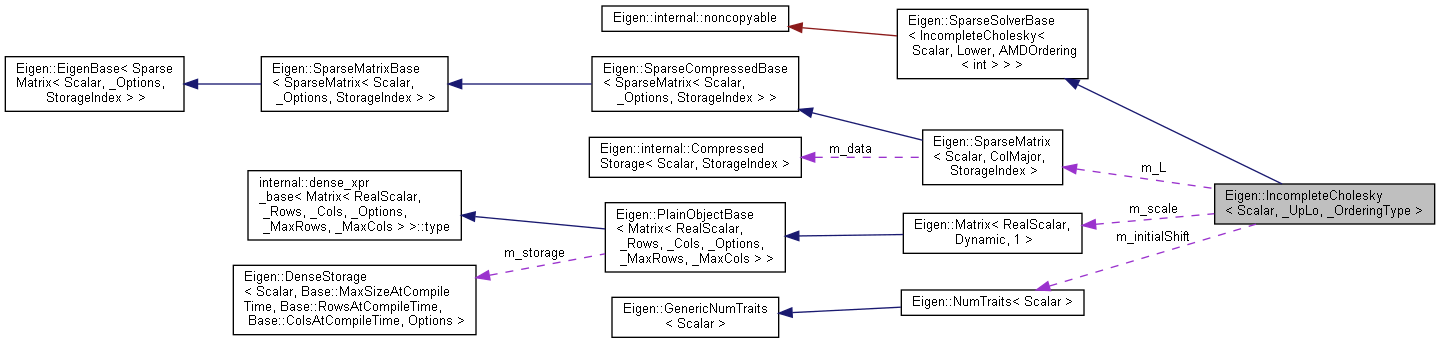 Eigen::internal::noncopyable
Eigen::SparseSolverBase
< IncompleteCholesky<
Scalar, Lower, AMDOrdering
< int > > >
Eigen::EigenBase< Sparse
Matrix< Scalar, _Options,
StorageIndex > >
Eigen::SparseMatrixBase
< SparseMatrix< Scalar,
_Options, StorageIndex > >
Eigen::SparseCompressedBase
< SparseMatrix< Scalar,
_Options, StorageIndex > >
Eigen::internal::Compressed
Storage< Scalar, StorageIndex >
m_data
Eigen::SparseMatrix
< Scalar, ColMajor,
StorageIndex >
m_L
Eigen::IncompleteCholesky
< Scalar, _UpLo, _OrderingType >
internal::dense_xpr
_base< Matrix< RealScalar,
_Rows, _Cols, _Options,
_MaxRows, _MaxCols > >::type
Eigen::PlainObjectBase
< Matrix< RealScalar,
_Rows, _Cols, _Options,
_MaxRows, _MaxCols > >
Eigen::Matrix< RealScalar,
Dynamic, 1 >
m_scale
m_initialShift
m_storage
Eigen::DenseStorage
< Scalar, Base::MaxSizeAtCompile
Time, Base::RowsAtCompileTime,
Base::ColsAtCompileTime, Options >
Eigen::GenericNumTraits
< Scalar >
Eigen::NumTraits< Scalar >